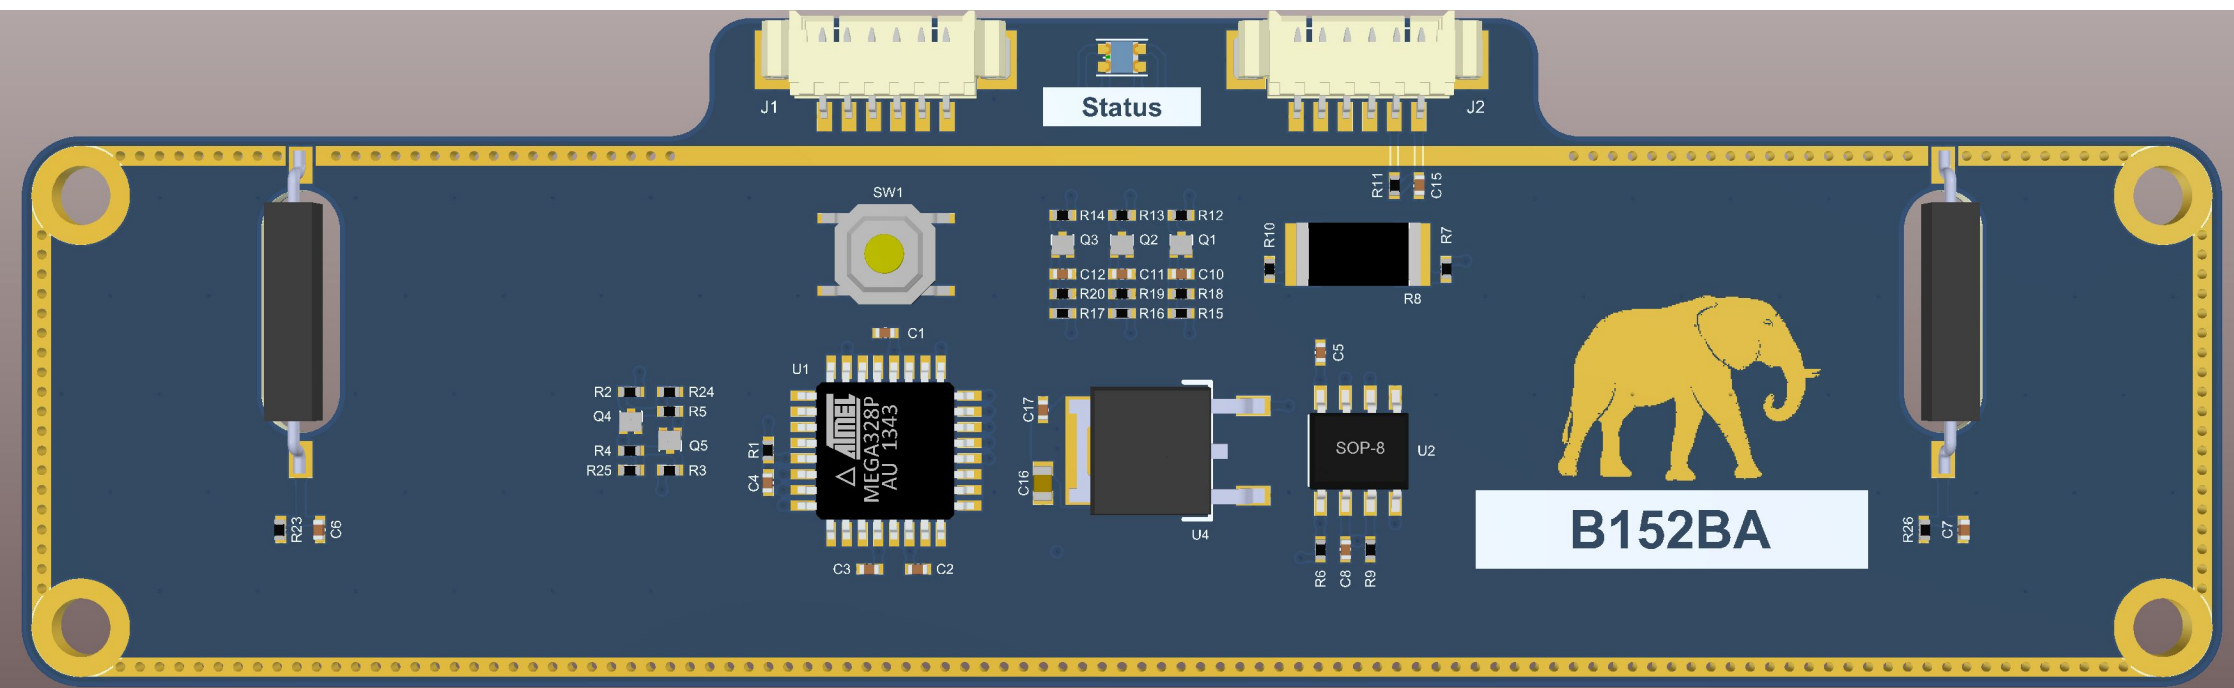 J1
Status
J2
R11
C15
SW1
R14
R13
R12
Q3
Q2
Q1
C12
C11
C10
R20
R19
R18
R17
R16
R15
R10
R7
R8
C1
U1
C5
R2
R24
R5
Q4
Q5
R4
R25
R3
R1
C4
ATMEL
MEGA328P
AU 1343
C17
C16
U4
SOP-8
U2
B152BA
R23
C6
C3
C2
R6
C8
R9
R26
C7